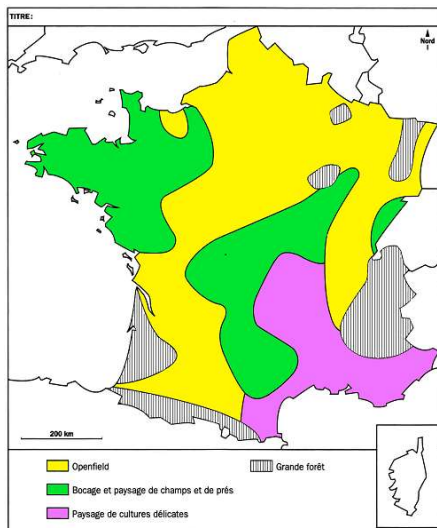 TITRE:
Nord
200 km
Openfield
Grande forêt
Bocage et paysage de champs et de prés
Paysage de cultures délicates